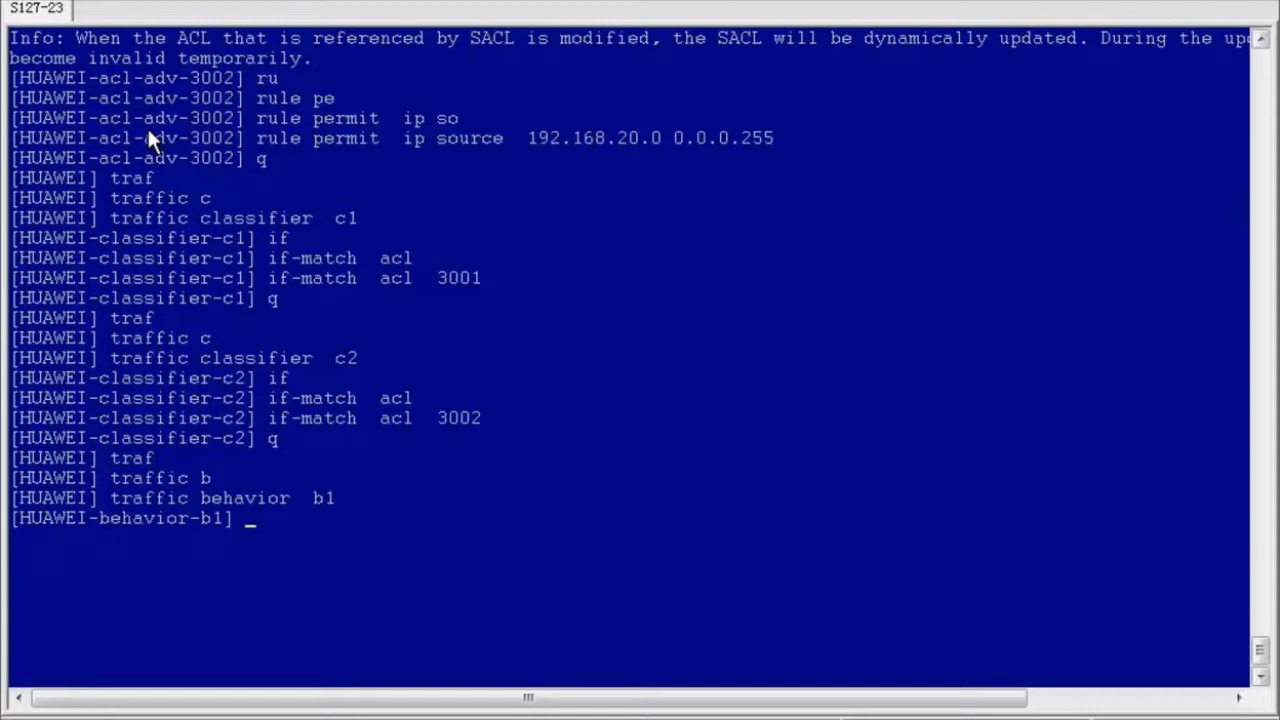 S127-23
Info: When the ACL that is referenced by SACL is modified, the SACL will be dynamically updated. During the up
become invalid temporarily.
[HUAWEI-acl-adv-3002] ru
[HUAWEI-acl-adv-3002] rule pe
[HUAWEI-acl-adv-3002] rule permit  ip so
[HUAWEI-acl-adv-3002] rule permit  ip source  192.168.20.0 0.0.0.255
[HUAWEI-acl-adv-3002] q
[HUAWEI] traf
[HUAWEI] traffic c
[HUAWEI] traffic classifier  c1
[HUAWEI-classifier-c1] if
[HUAWEI-classifier-c1] if-match  acl
[HUAWEI-classifier-c1] if-match  acl  3001
[HUAWEI-classifier-c1] q
[HUAWEI] traf
[HUAWEI] traffic c
[HUAWEI] traffic classifier  c2
[HUAWEI-classifier-c2] if
[HUAWEI-classifier-c2] if-match  acl
[HUAWEI-classifier-c2] if-match  acl  3002
[HUAWEI-classifier-c2] q
[HUAWEI] traf
[HUAWEI] traffic b
[HUAWEI] traffic behavior  b1
[HUAWEI-behavior-b1] _